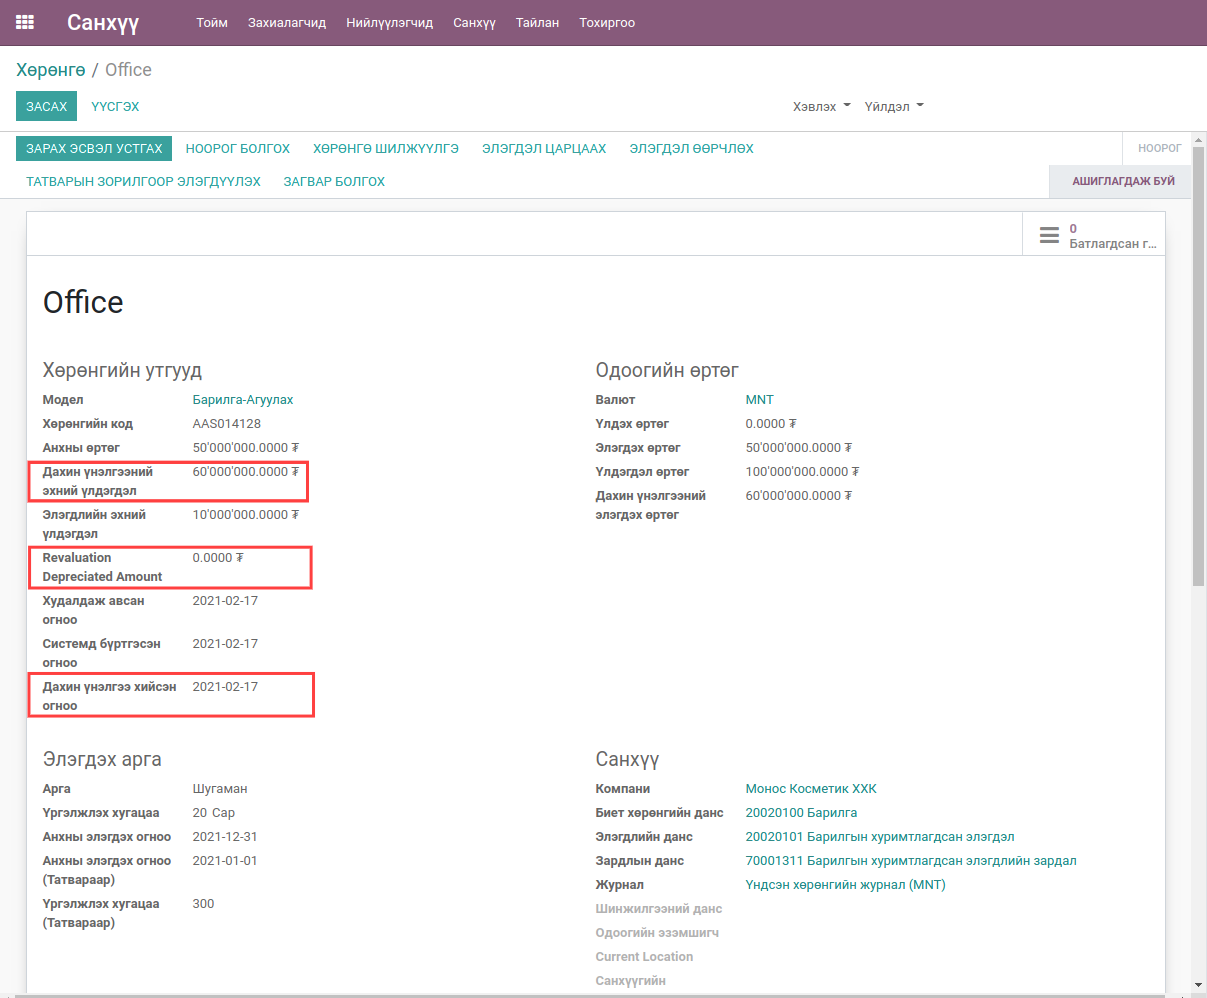 Санхүү
Тойм Захиалагчид Нийлүүлэгчид Санхүү Тайлан Тохиргоо
Хөрөнгө / Office
ЗАСАХ ҮҮСГЭХ Хэвлэх Үйлдэл
ЗАРАХ ЭСВЭЛ УСТГАХ НООРОГ БОЛГОХ ХӨРӨНГӨ ШИЛЖҮҮЛГЭ ЭЛЭГДЭЛ ЦАРЦААХ ЭЛЭГДЭЛ ӨӨРЧЛӨХ НООРОГ
ТАТВАРЫН ЗОРИЛГООР ЭЛЭГДҮҮЛЭХ ЗАГВАР БОЛГОХ АШИГЛАГДАЖ БУЙ
0
Батлагдсан г...
Office
Хөрөнгийн утгууд
Модел Барилга-Агуулах
Хөрөнгийн код AAS014128
Анхны өртөг 50'000'000.0000 ₮
Дахин үнэлгээний 60'000'000.0000 ₮
эхний үлдэгдэл
Элэгдлийн эхний 10'000'000.0000 ₮
үлдэгдэл
Revaluation 0.0000 ₮
Depreciated Amount
Худалдаж авсан 2021-02-17
огноо
Системд бүртгэсэн 2021-02-17
огноо
Дахин үнэлгээ хийсэн 2021-02-17
огноо
Одоогийн өртөг
Валют MNT
Үлдэх өртөг 0.0000 ₮
Элэгдэх өртөг 50'000'000.0000 ₮
Үлдэгдэл өртөг 100'000'000.0000 ₮
Дахин үнэлгээний 60'000'000.0000 ₮
элэгдэх өртөг
Элэгдэх арга
Арга Шугаман
Үргэлжлэх хугацаа 20 Сар
Анхны элэгдэх огноо 2021-12-31
Анхны элэгдэх огноо 2021-01-01
(Татвараар)
Үргэлжлэх хугацаа 300
(Татвараар)
Санхүү
Компани Монос Косметик ХХК
Биет хөрөнгийн данс 20020100 Барилга
Элэгдлийн данс 20020101 Барилгын хуримтлагдсан элэгдэл
Зардлын данс 70001311 Барилгын хуримтлагдсан элэгдлийн зардал
Журнал Үндсэн хөрөнгийн журнал (MNT)
Шинжилгээний данс
Одоогийн эзэмшигч
Current Location
Санхүүгийн